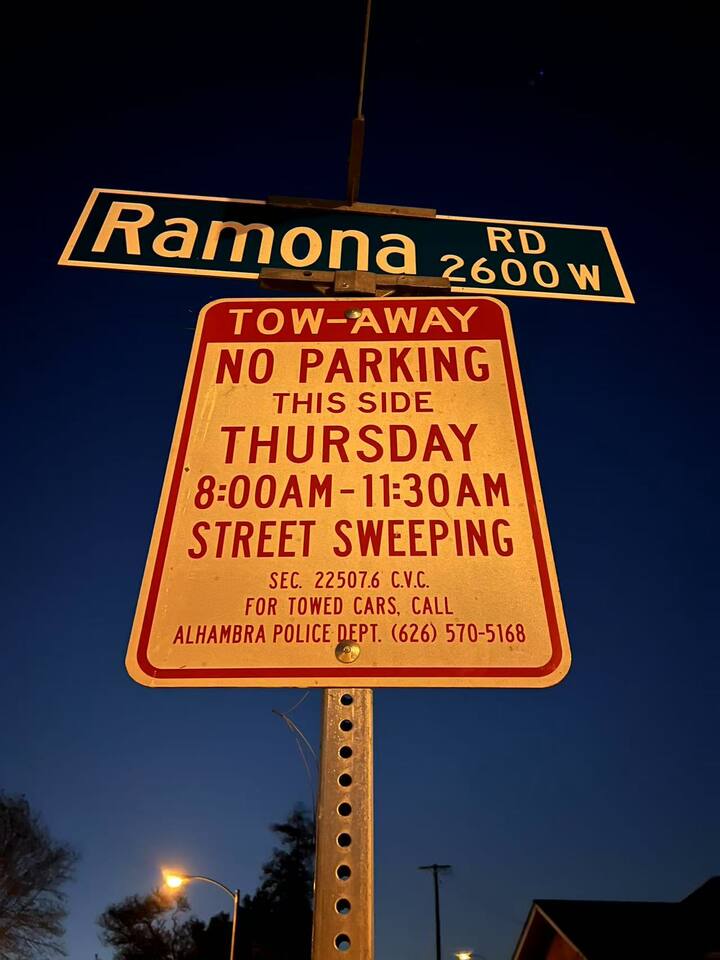 Ramona RD
2600 W
TOW-AWAY
NO PARKING
THIS SIDE
THURSDAY
8:00AM-11:30AM
STREET SWEEPING
SEC. 22507.6 C.V.C.
FOR TOWED CARS, CALL
ALHAMBRA POLICE DEPT. (626) 570-5168